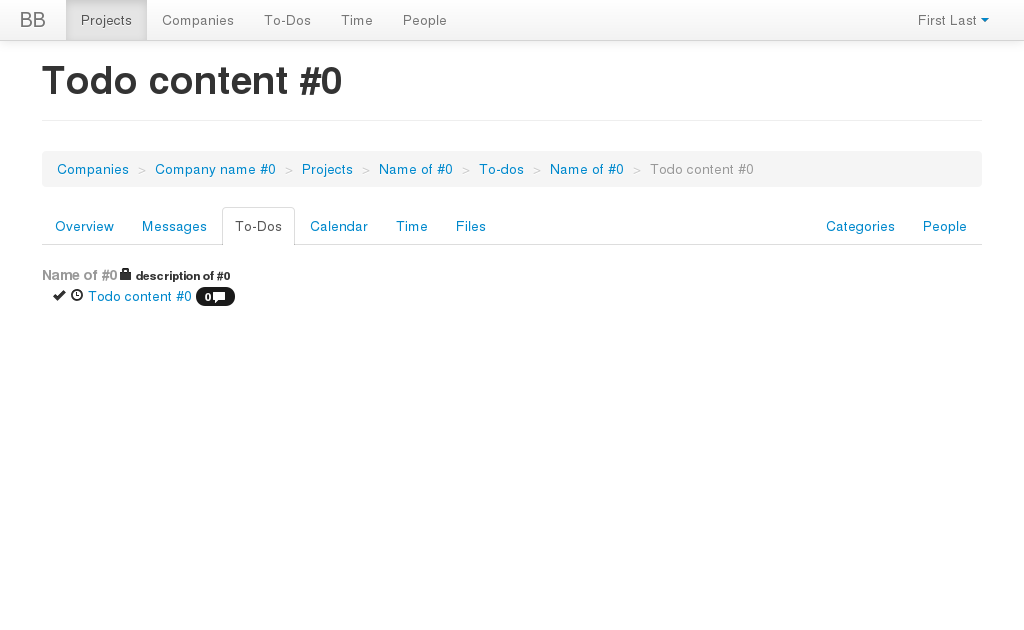 BB Projects Companies To-Dos Time People First Last
Todo content #0
Companies > Company name #0 > Projects > Name of #0 > To-dos > Name of #0 > Todo content #0
Overview Messages To-Dos Calendar Time Files Categories People
Name of #0 description of #0
Todo content #0 0